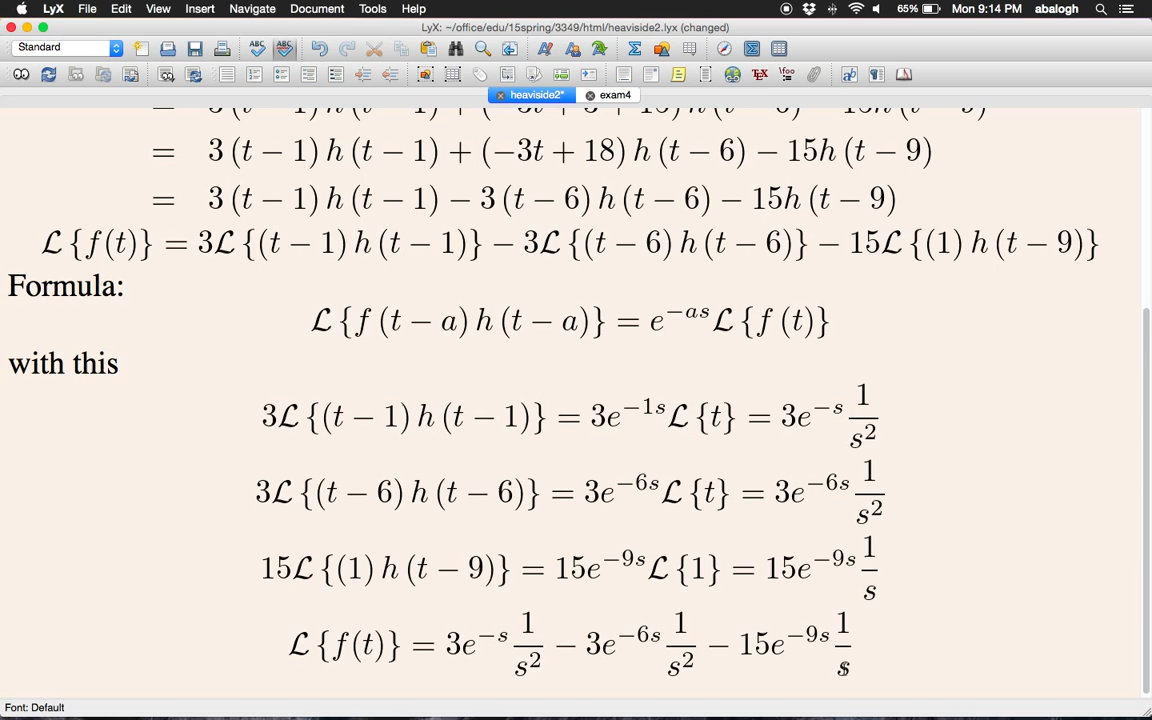 LyX File Edit View Insert Navigate Document Tools Help 65% Mon 9:14 PM abalogh
LyX: ~/office/edu/15spring/3349/html/heaviside2.lyx (changed)
Standard
heaviside2* exam4
= 3 (t − 1) h (t − 1) + (−3t + 18) h (t − 6) − 15h (t − 9)
= 3 (t − 1) h (t − 1) − 3 (t − 6) h (t − 6) − 15h (t − 9)
ℒ {f(t)} = 3ℒ {(t − 1) h (t − 1)} − 3ℒ {(t − 6) h (t − 6)} − 15ℒ {(1) h (t − 9)}
Formula:
ℒ {f (t − a) h (t − a)} = e^{−as} ℒ {f (t)}
with this
3ℒ {(t − 1) h (t − 1)} = 3e^{−1s} ℒ {t} = 3e^{−s} 1/s^2
3ℒ {(t − 6) h (t − 6)} = 3e^{−6s} ℒ {t} = 3e^{−6s} 1/s^2
15ℒ {(1) h (t − 9)} = 15e^{−9s} ℒ {1} = 15e^{−9s} 1/s
ℒ {f(t)} = 3e^{−s} 1/s^2 − 3e^{−6s} 1/s^2 − 15e^{−9s} 1/s
Font: Default